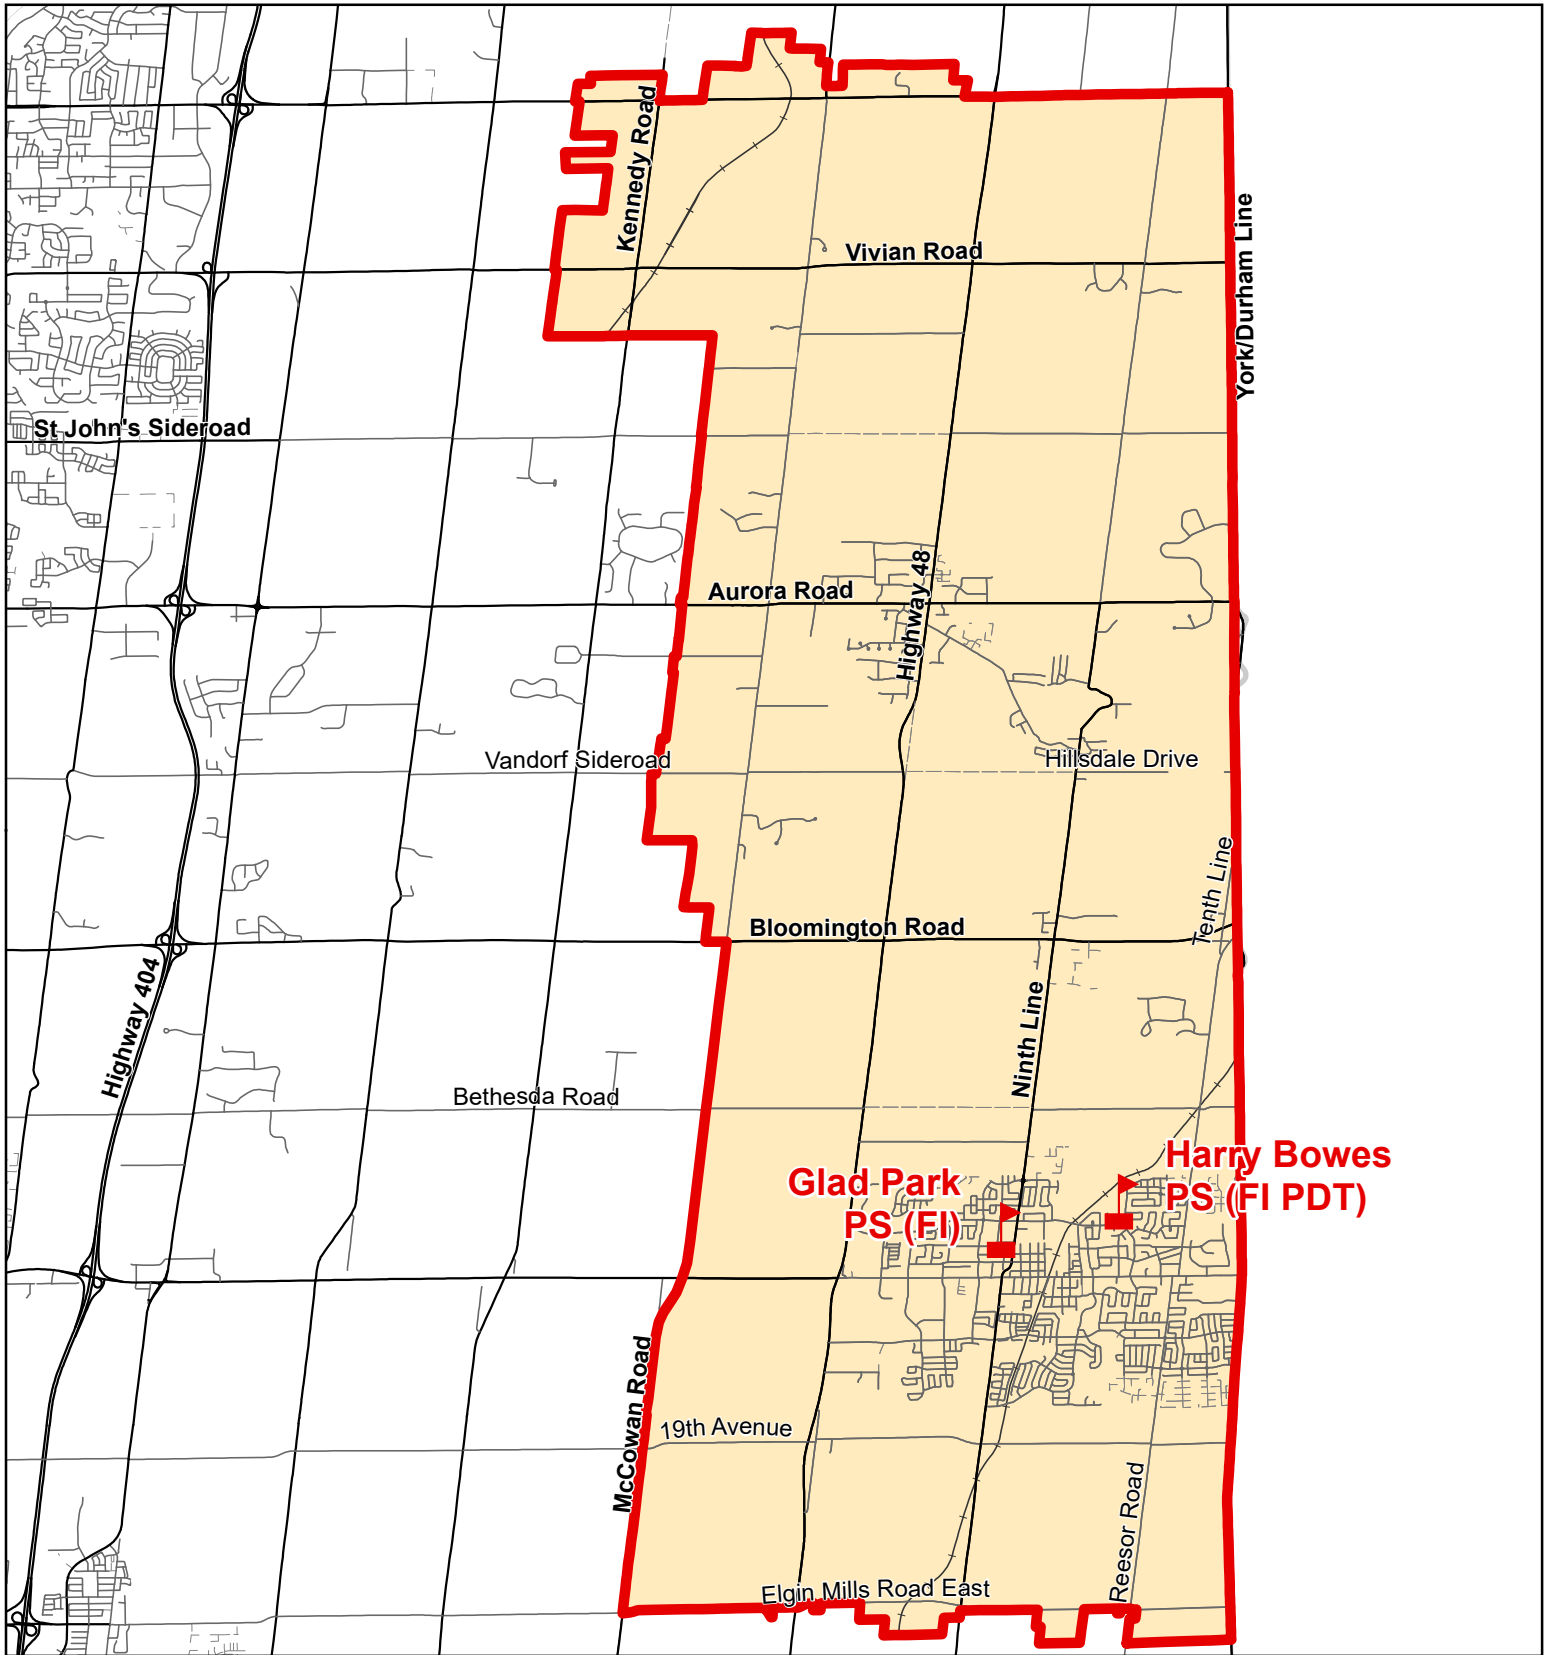 Kennedy Road
Vivian Road
York/Durham Line
St John's Sideroad
Aurora Road
Highway 48
Vandorf Sideroad
Hillsdale Drive
Tenth Line
Bloomington Road
Highway 404
Ninth Line
Bethesda Road
Harry Bowes
PS (FI PDT)
Glad Park
PS (FI)
McCowan Road
19th Avenue
Reesor Road
Elgin Mills Road East